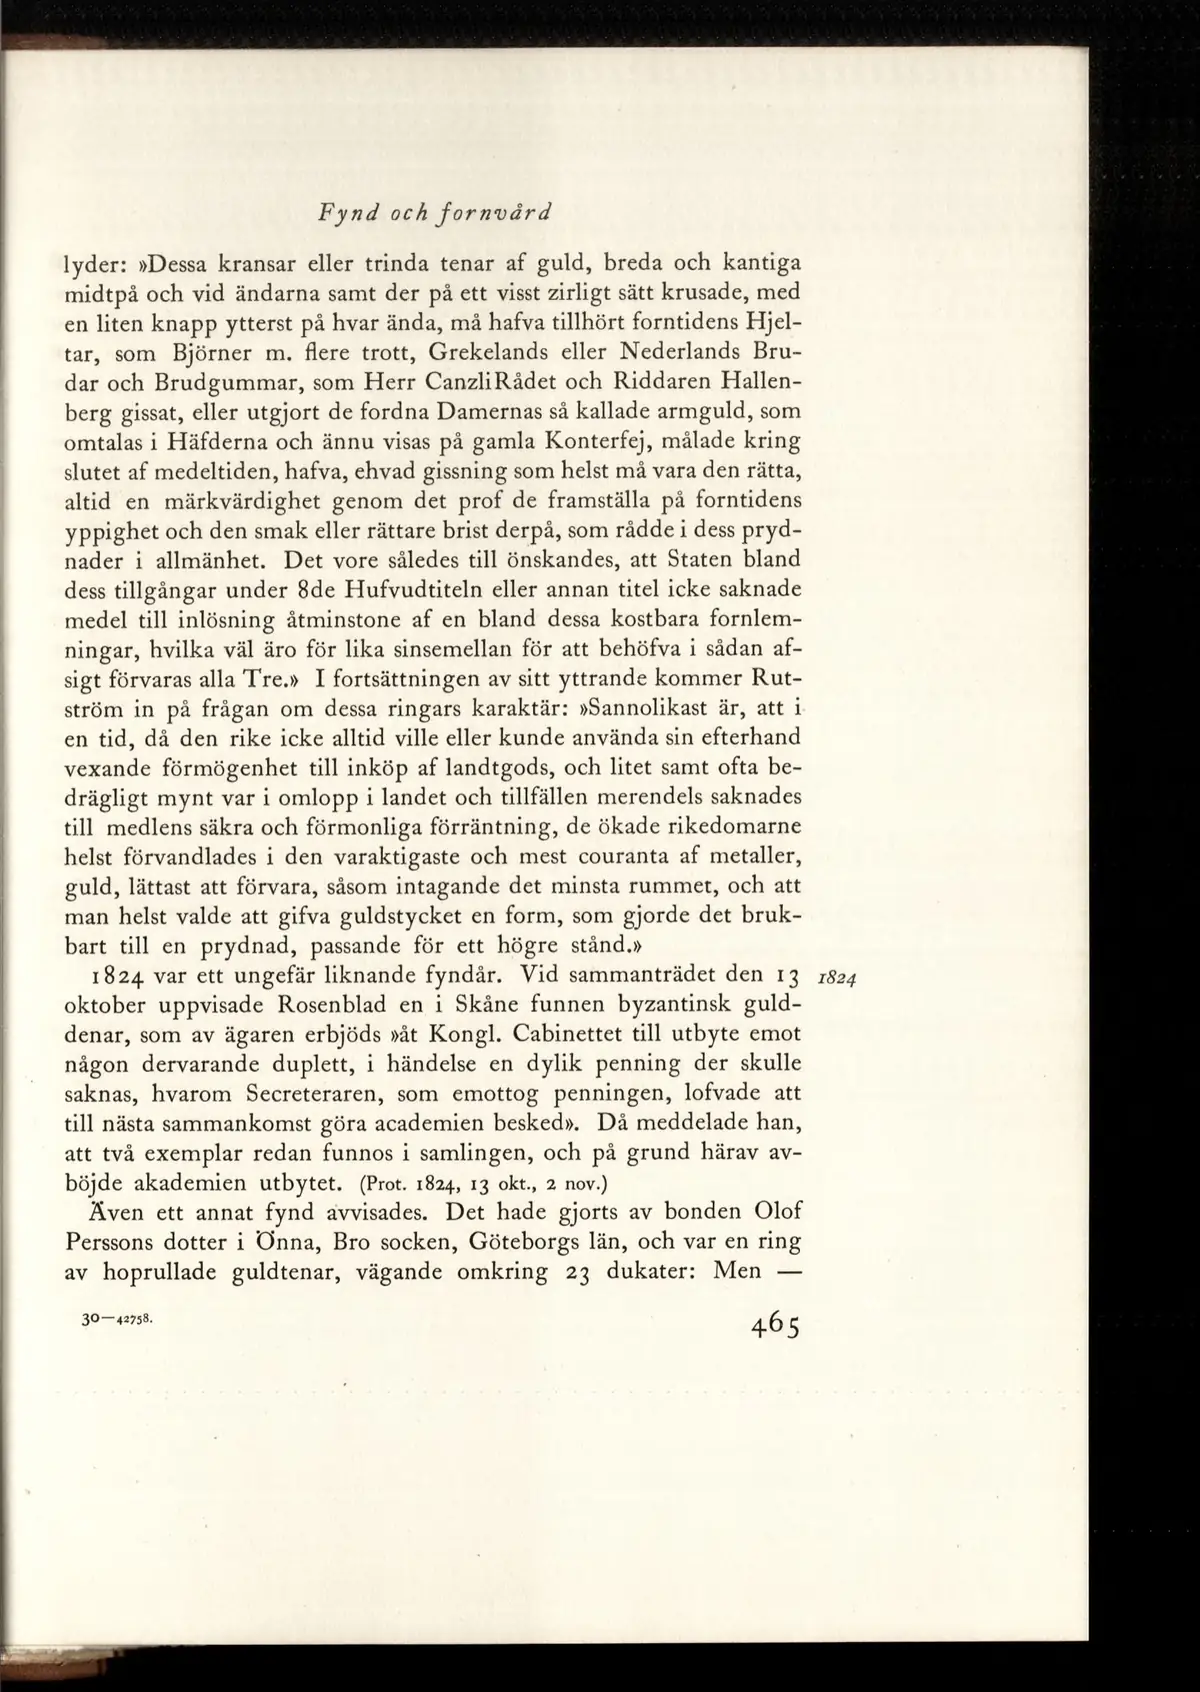 Fynd och fornvård
lyder: »Dessa kransar eller trinda tenar af guld, breda och kantiga
midtpå och vid ändarna samt der på ett visst zirligt sätt krusade, med
en liten knapp ytterst på hvar ända, må hafva tillhört forntidens Hjel-
tar, som Björner m. flere trott, Grekelands eller Nederlands Bru-
dar och Brudgummar, som Herr CanzliRådet och Riddaren Hallen-
berg gissat, eller utgjort de fordna Damernas så kallade armguld, som
omtalas i Häfderna och ännu visas på gamla Konterfej, målade kring
slutet af medeltiden, hafva, ehvad gissning som helst må vara den rätta,
altid en märkvärdighet genom det prof de framställa på forntidens
yppighet och den smak eller rättare brist derpå, som rådde i dess pryd-
nader i allmänhet. Det vore således till önskandes, att Staten bland
dess tillgångar under 8de Hufvudtiteln eller annan titel icke saknade
medel till inlösning åtminstone af en bland dessa kostbara fornlem-
ningar, hvilka väl äro för lika sinsemellan för att behöfva i sådan af-
sigt förvaras alla Tre.» I fortsättningen av sitt yttrande kommer Rut-
ström in på frågan om dessa ringars karaktär: »Sannolikast är, att i
en tid, då den rike icke alltid ville eller kunde använda sin efterhand
vexande förmögenhet till inköp af landtgods, och litet samt ofta be-
drägligt mynt var i omlopp i landet och tillfällen merendels saknades
till medlens säkra och förmonliga förräntning, de ökade rikedomarne
helst förvandlades i den varaktigaste och mest couranta af metaller,
guld, lättast att förvara, såsom intagande det minsta rummet, och att
man helst valde att gifva guldstycket en form, som gjorde det bruk-
bart till en prydnad, passande för ett högre stånd.»
1824 var ett ungefär liknande fyndår. Vid sammanträdet den 13 1824
oktober uppvisade Rosenblad en i Skåne funnen byzantinsk guld-
denar, som av ägaren erbjöds »åt Kongl. Cabinettet till utbyte emot
någon dervarande duplett, i händelse en dylik penning der skulle
saknas, hvarom Secreteraren, som emottog penningen, lofvade att
till nästa sammankomst göra academien besked». Då meddelade han,
att två exemplar redan funnos i samlingen, och på grund härav av-
böjde akademien utbytet. (Prot. 1824, 13 okt., 2 nov.)
Även ett annat fynd avvisades. Det hade gjorts av bonden Olof
Perssons dotter i Önna, Bro socken, Göteborgs län, och var en ring
av hoprullade guldtenar, vägande omkring 23 dukater: Men —
30—42758.
465